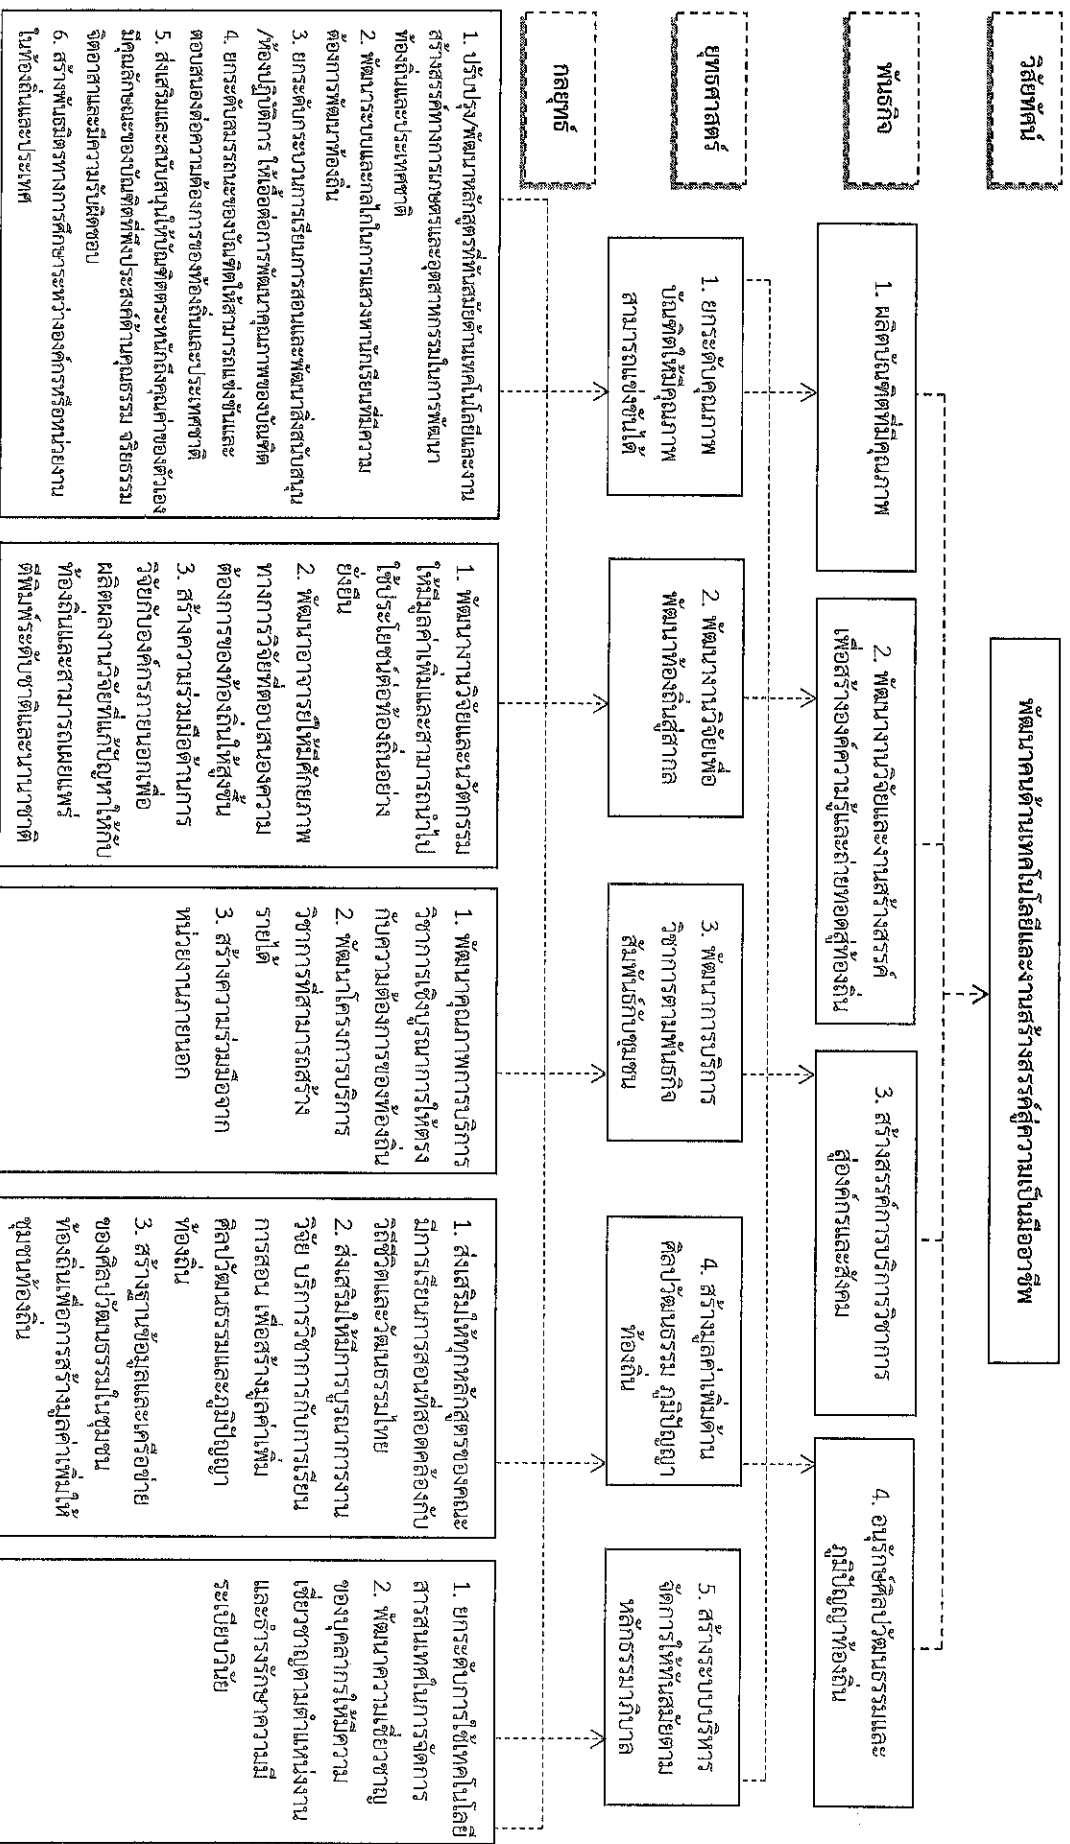 วิสัยทัศน์
พัฒนาคนด้านเทคโนโลยีและงานสร้างสรรค์สู่ความเป็นมืออาชีพ
พันธกิจ
1. ผลิตบัณฑิตที่มีคุณภาพ
2. พัฒนางานวิจัยและงานสร้างสรรค์
เพื่อสร้างองค์ความรู้และถ่ายทอดสู่ท้องถิ่น
3. สร้างสรรค์การบริการวิชาการ
สู่องค์กรและสังคม
4. อนุรักษ์ศิลปวัฒนธรรมและ
ภูมิปัญญาท้องถิ่น
ยุทธศาสตร์
1. ยกระดับคุณภาพ
บัณฑิตให้มีคุณภาพ
สามารถแข่งขันได้
2. พัฒนางานวิจัยเพื่อ
พัฒนาท้องถิ่นสู่สากล
3. พัฒนาการบริการ
วิชาการตามพันธกิจ
สัมพันธ์กับชุมชน
4. สร้างมูลค่าเพิ่มด้าน
ศิลปวัฒนธรรม ภูมิปัญญา
ท้องถิ่น
5. สร้างระบบบริหาร
จัดการให้ทันสมัยตาม
หลักธรรมาภิบาล
กลยุทธ์
1. ปรับปรุง/พัฒนาหลักสูตรที่ทันสมัยด้านเทคโนโลยีและงาน
สร้างสรรค์ทางการเกษตรและอุตสาหกรรมในการพัฒนา
ท้องถิ่นและประเทศชาติ
2. พัฒนาระบบและกลไกในการแสวงหานักเรียนที่มีความ
ต้องการพัฒนาท้องถิ่น
3. ยกระดับกระบวนการเรียนการสอนและพัฒนาสิ่งสนับสนุน
/ห้องปฏิบัติการ ให้เอื้อต่อการพัฒนาคุณภาพของบัณฑิต
4. ยกระดับสมรรถนะของบัณฑิตให้สามารถแข่งขันและ
ตอบสนองต่อความต้องการของท้องถิ่นและประเทศชาติ
5. ส่งเสริมและสนับสนุนให้บัณฑิตตระหนักถึงคุณค่าของตัวเอง
มีคุณลักษณะของบัณฑิตที่พึงประสงค์ด้านคุณธรรม จริยธรรม
จิตอาสาและมีความรับผิดชอบ
6. สร้างพันธมิตรทางการศึกษาระหว่างองค์กรหรือหน่วยงาน
ในท้องถิ่นและประเทศ
1. พัฒนางานวิจัยและนวัตกรรม
ให้มีมูลค่าเพิ่มและสามารถนำไป
ใช้ประโยชน์ต่อท้องถิ่นอย่าง
ยั่งยืน
2. พัฒนาอาจารย์ให้มีศักยภาพ
ทางการวิจัยที่ตอบสนองความ
ต้องการของท้องถิ่นให้สูงขึ้น
3. สร้างความร่วมมือด้านการ
วิจัยกับองค์กรภายนอกเพื่อ
ผลิตผลงานวิจัยที่แก้ปัญหาให้กับ
ท้องถิ่นและสามารถเผยแพร่
ตีพิมพ์ระดับชาติและนานาชาติ
1. พัฒนาคุณภาพการบริการ
วิชาการเชิงบูรณาการให้ตรง
กับความต้องการของท้องถิ่น
2. พัฒนาโครงการบริการ
วิชาการที่สามารถสร้าง
รายได้
3. สร้างความร่วมมือจาก
หน่วยงานภายนอก
1. ส่งเสริมให้ทุกหลักสูตรของคณะ
มีการเรียนการสอนที่สอดคล้องกับ
วิถีชีวิตและวัฒนธรรมไทย
2. ส่งเสริมให้มีการบูรณาการงาน
วิจัย บริการวิชาการกับการเรียน
การสอน เพื่อสร้างมูลค่าเพิ่ม
ศิลปวัฒนธรรมและภูมิปัญญา
ท้องถิ่น
3. สร้างฐานข้อมูลและเครือข่าย
ของศิลปวัฒนธรรมในชุมชน
ท้องถิ่นเพื่อการสร้างมูลค่าเพิ่มให้
ชุมชนท้องถิ่น
1. ยกระดับการใช้เทคโนโลยี
สารสนเทศในการจัดการ
2. พัฒนาความเชี่ยวชาญ
ของบุคลากรให้มีความ
เชี่ยวชาญตามตำแหน่งงาน
และธำรงรักษาความมี
ระเบียบวินัย